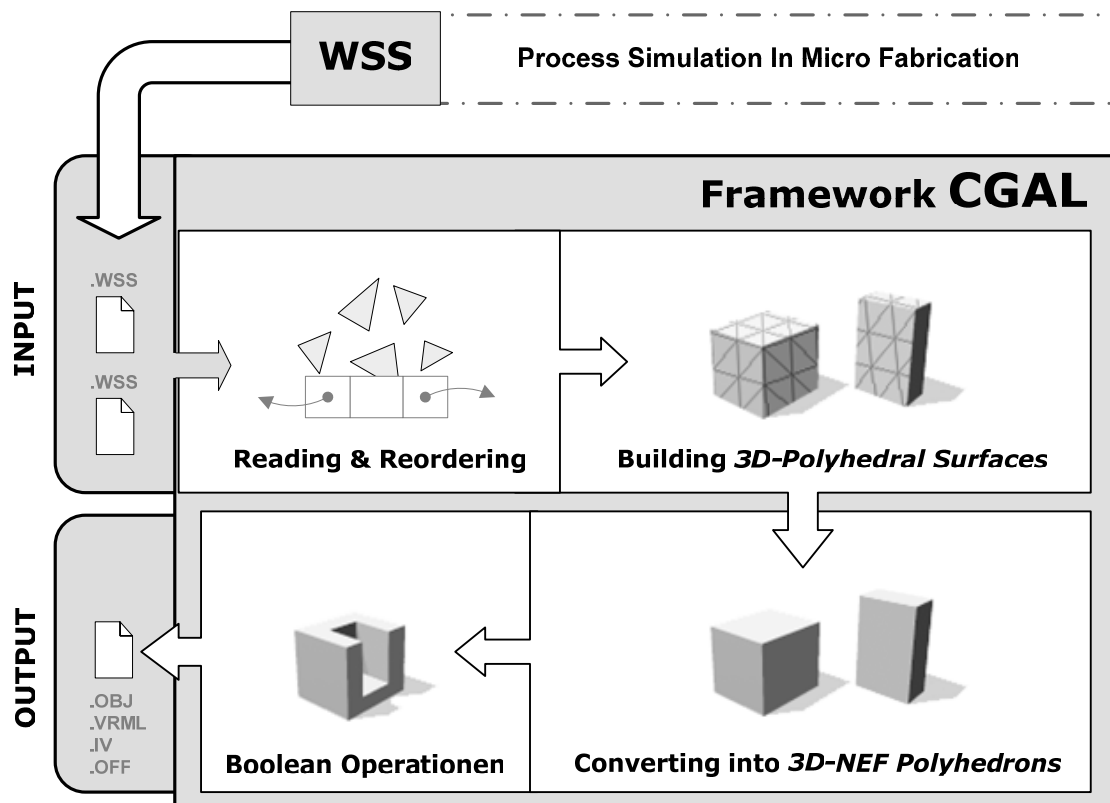 WSS
Process Simulation In Micro Fabrication
Framework CGAL
INPUT
.WSS
.WSS
Reading & Reordering
Building 3D-Polyhedral Surfaces
OUTPUT
.OBJ
.VRML
.IV
.OFF
Boolean Operationen
Converting into 3D-NEF Polyhedrons